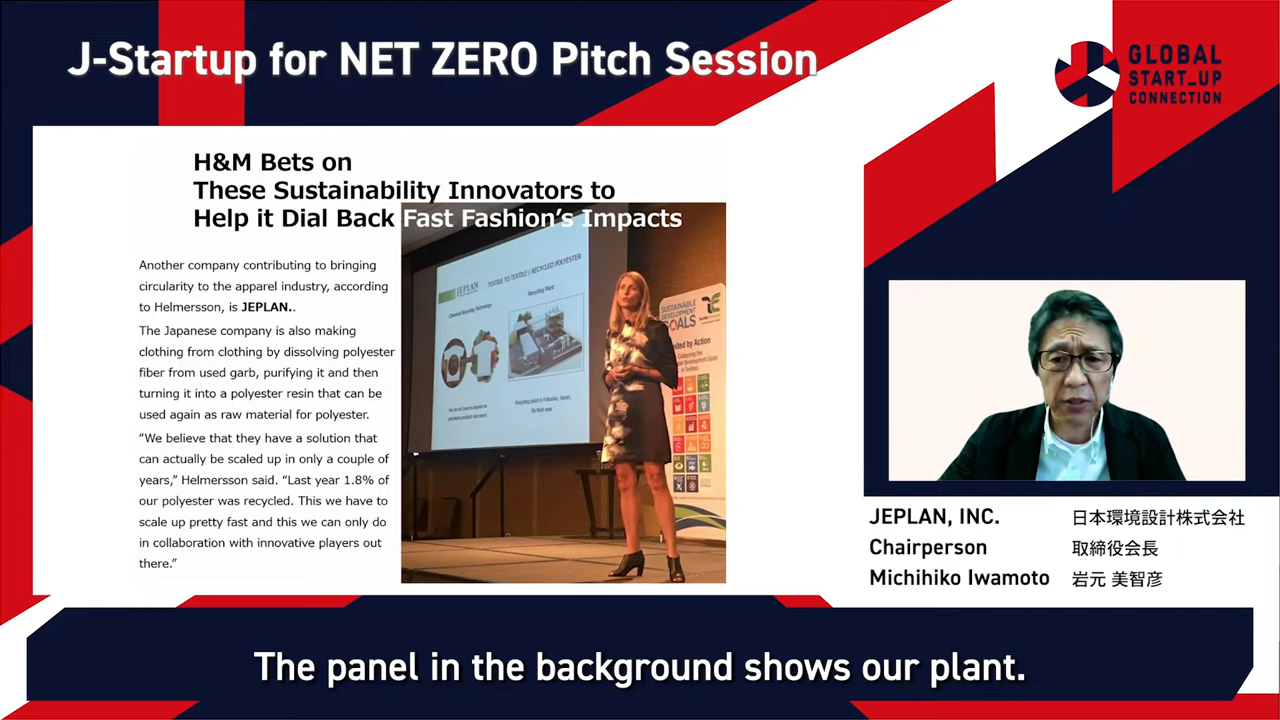 J-Startup for NET ZERO Pitch Session
GLOBAL
START_UP
CONNECTION
H&M Bets on
These Sustainability Innovators to
Help it Dial Back Fast Fashion's Impacts
Another company contributing to bringing
circularity to the apparel industry, according
to Helmersson, is JEPLAN..
The Japanese company is also making
clothing from clothing by dissolving polyester
fiber from used garb, purifying it and then
turning it into a polyester resin that can be
used again as raw material for polyester.
“We believe that they have a solution that
can actually be scaled up in only a couple of
years,” Helmersson said. “Last year 1.8% of
our polyester was recycled. This we have to
scale up pretty fast and this we can only do
in collaboration with innovative players out
there.”
JEPLAN
TEXTILE TO TEXTILE / RECYCLED POLYESTER
Chemical Recycling Technology
Recycling Plant
SUSTAINABLE
DEVELOPMENT
GOALS
United by Action
JEPLAN, INC. 日本環境設計株式会社
Chairperson 取締役会長
Michihiko Iwamoto 岩元 美智彦
The panel in the background shows our plant.